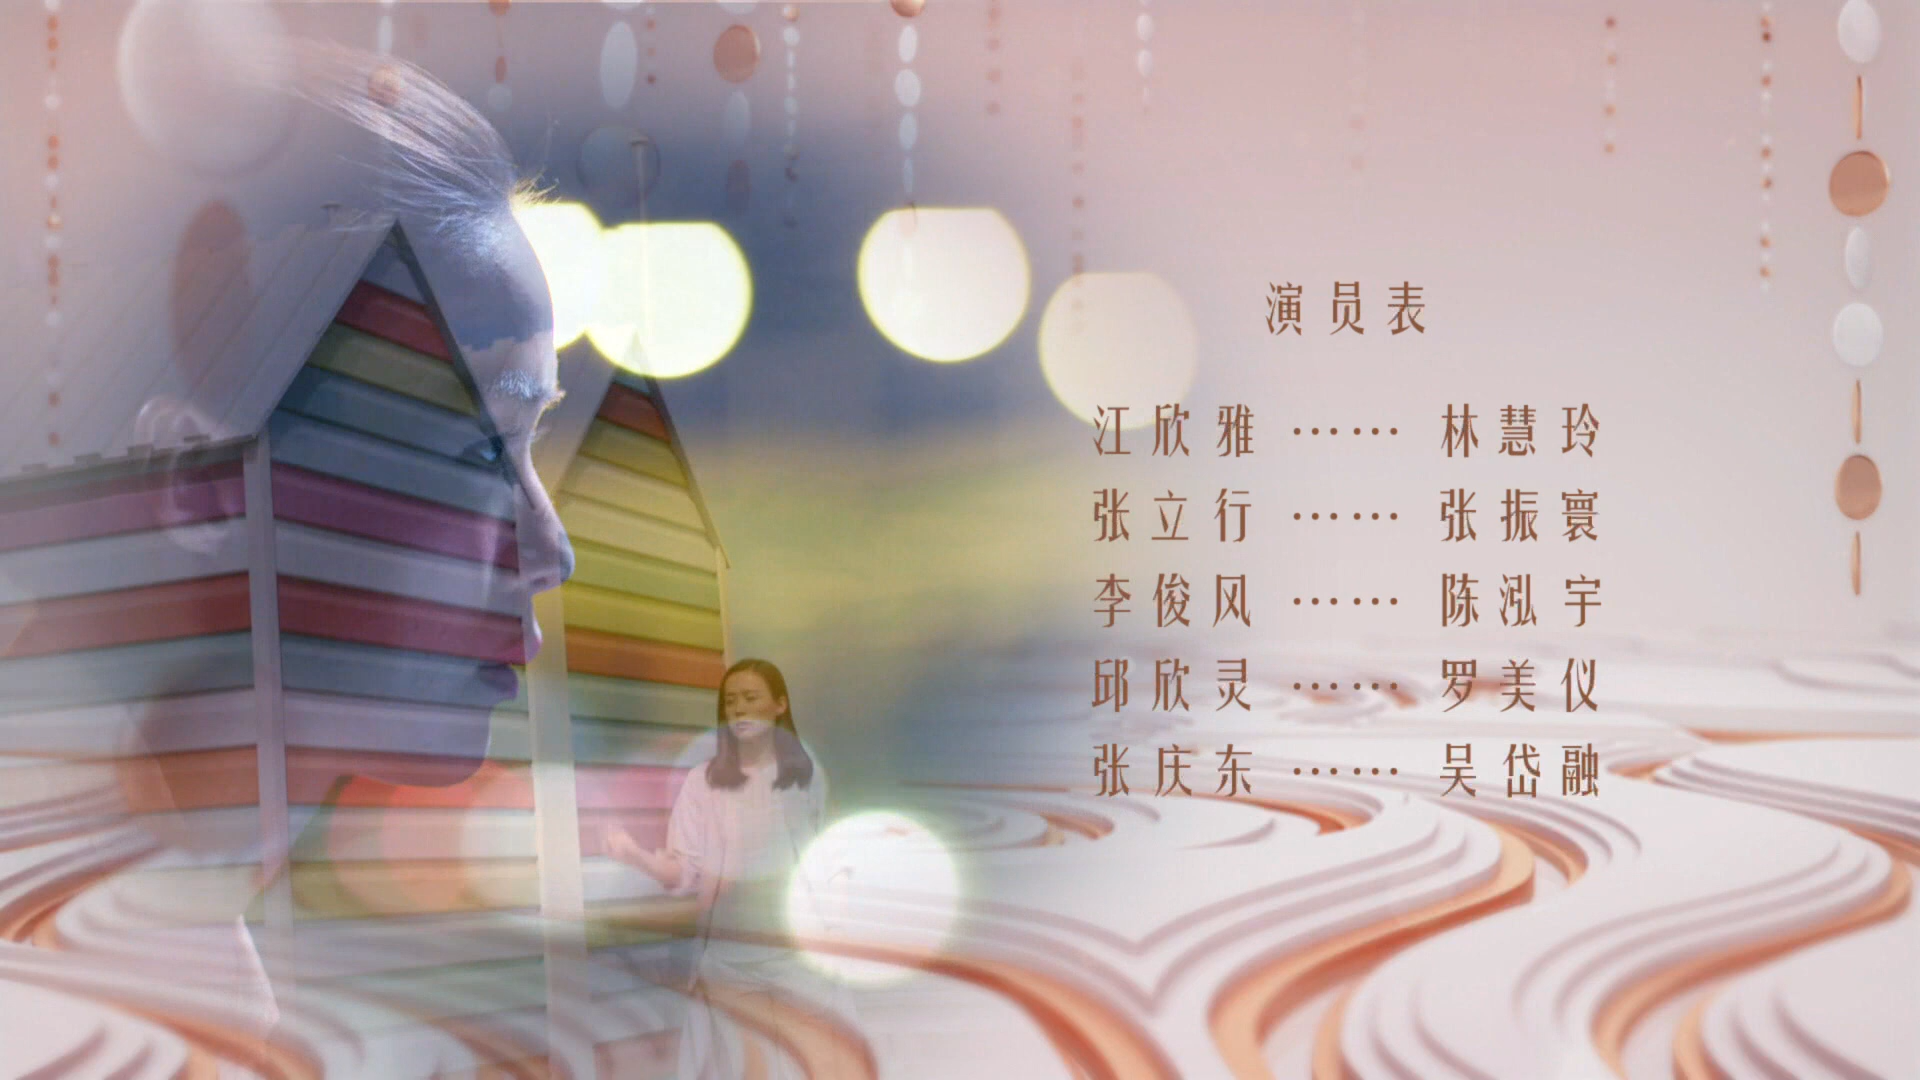 演员表
江欣雅 ⋯⋯ 林慧玲
张立行 ⋯⋯ 张振寰
李俊风 ⋯⋯ 陈泓宇
邱欣灵 ⋯⋯ 罗美仪
张庆东 ⋯⋯ 吴岱融